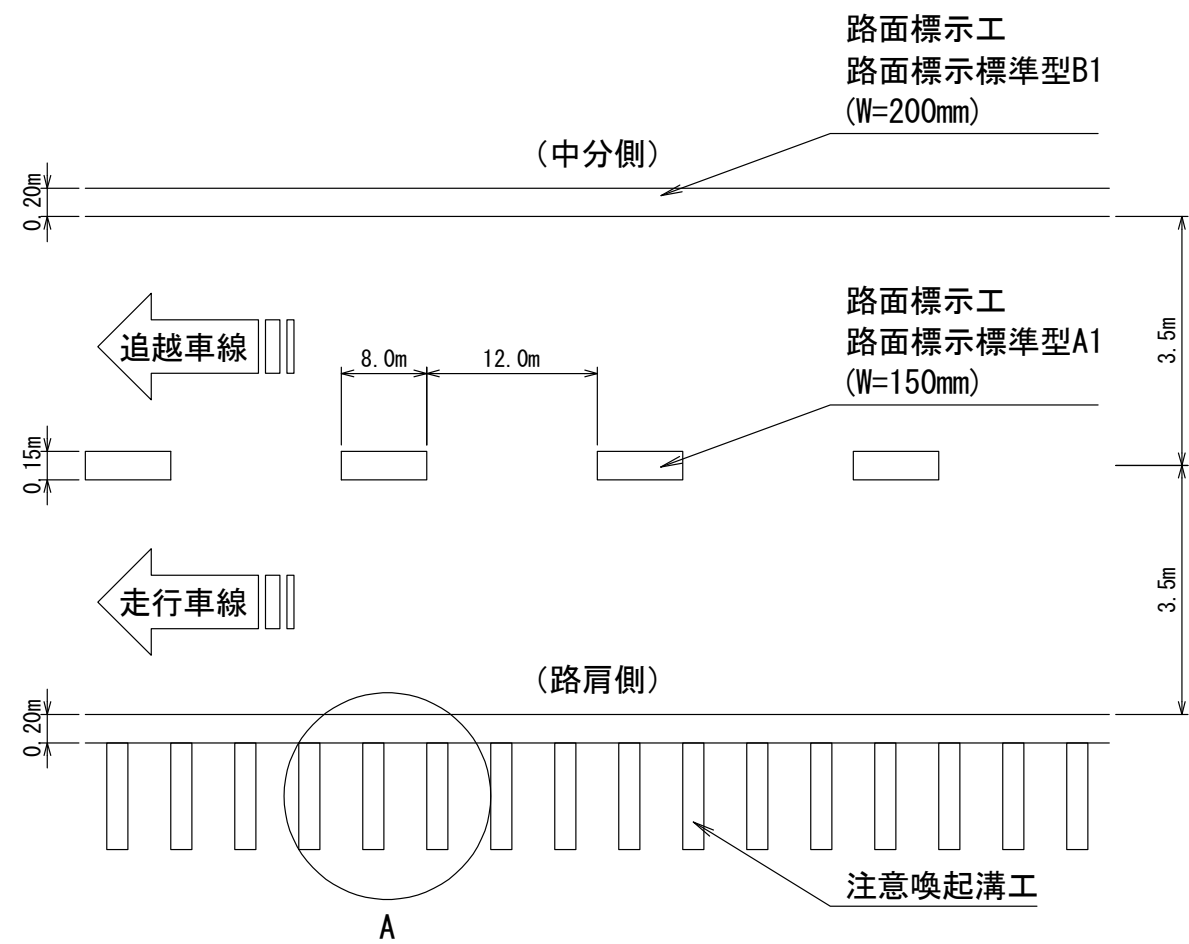 路面標示工
路面標示標準型B1
(W=200mm)
(中分側)
0.20m
3.5m
路面標示工
路面標示標準型A1
(W=150mm)
追越車線
8.0m
12.0m
0.15m
走行車線
3.5m
(路肩側)
0.20m
注意喚起溝工
A